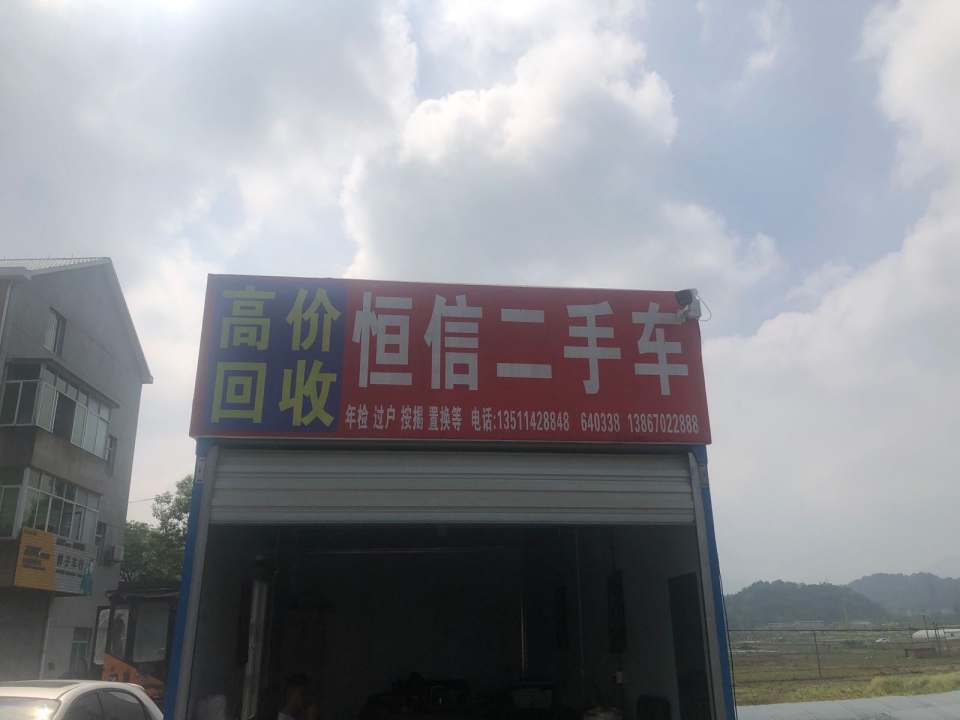 高价
回收
恒信二手车
年检 过户 按揭 置换等 电话:13511428848 640338 13867022888